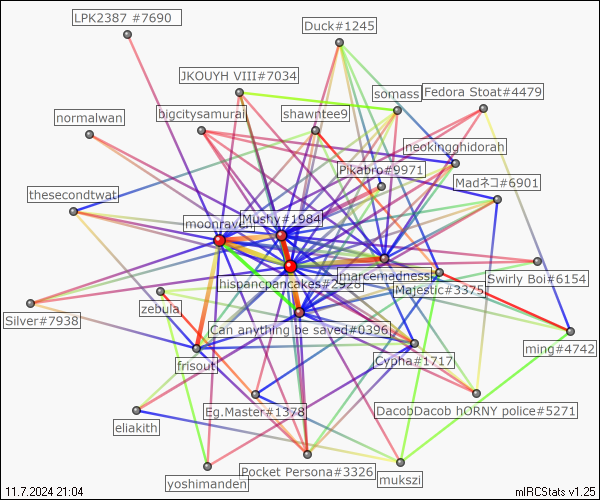 LPK2387 #7690
Duck#1245
JKOUYH VIII#7034
somass
Fedora Stoat#4479
bigcitysamurai
shawntee9
normalwan
neokingghidorah
Pikabro#9971
Madネコ#6901
thesecondtwat
moonraven
Mushy#1984
hispancpancakes#2928
marcemadness
Majestic#3375
Swirly Boi#6154
Silver#7938
zebula
Can anything be saved#0396
ming#4742
frisout
Cypha#1717
Eg.Master#1378
DacobDacob hORNY police#5271
eliakith
yoshimanden
Pocket Persona#3326
mukszi
11.7.2024 21:04
mIRCStats v1.25